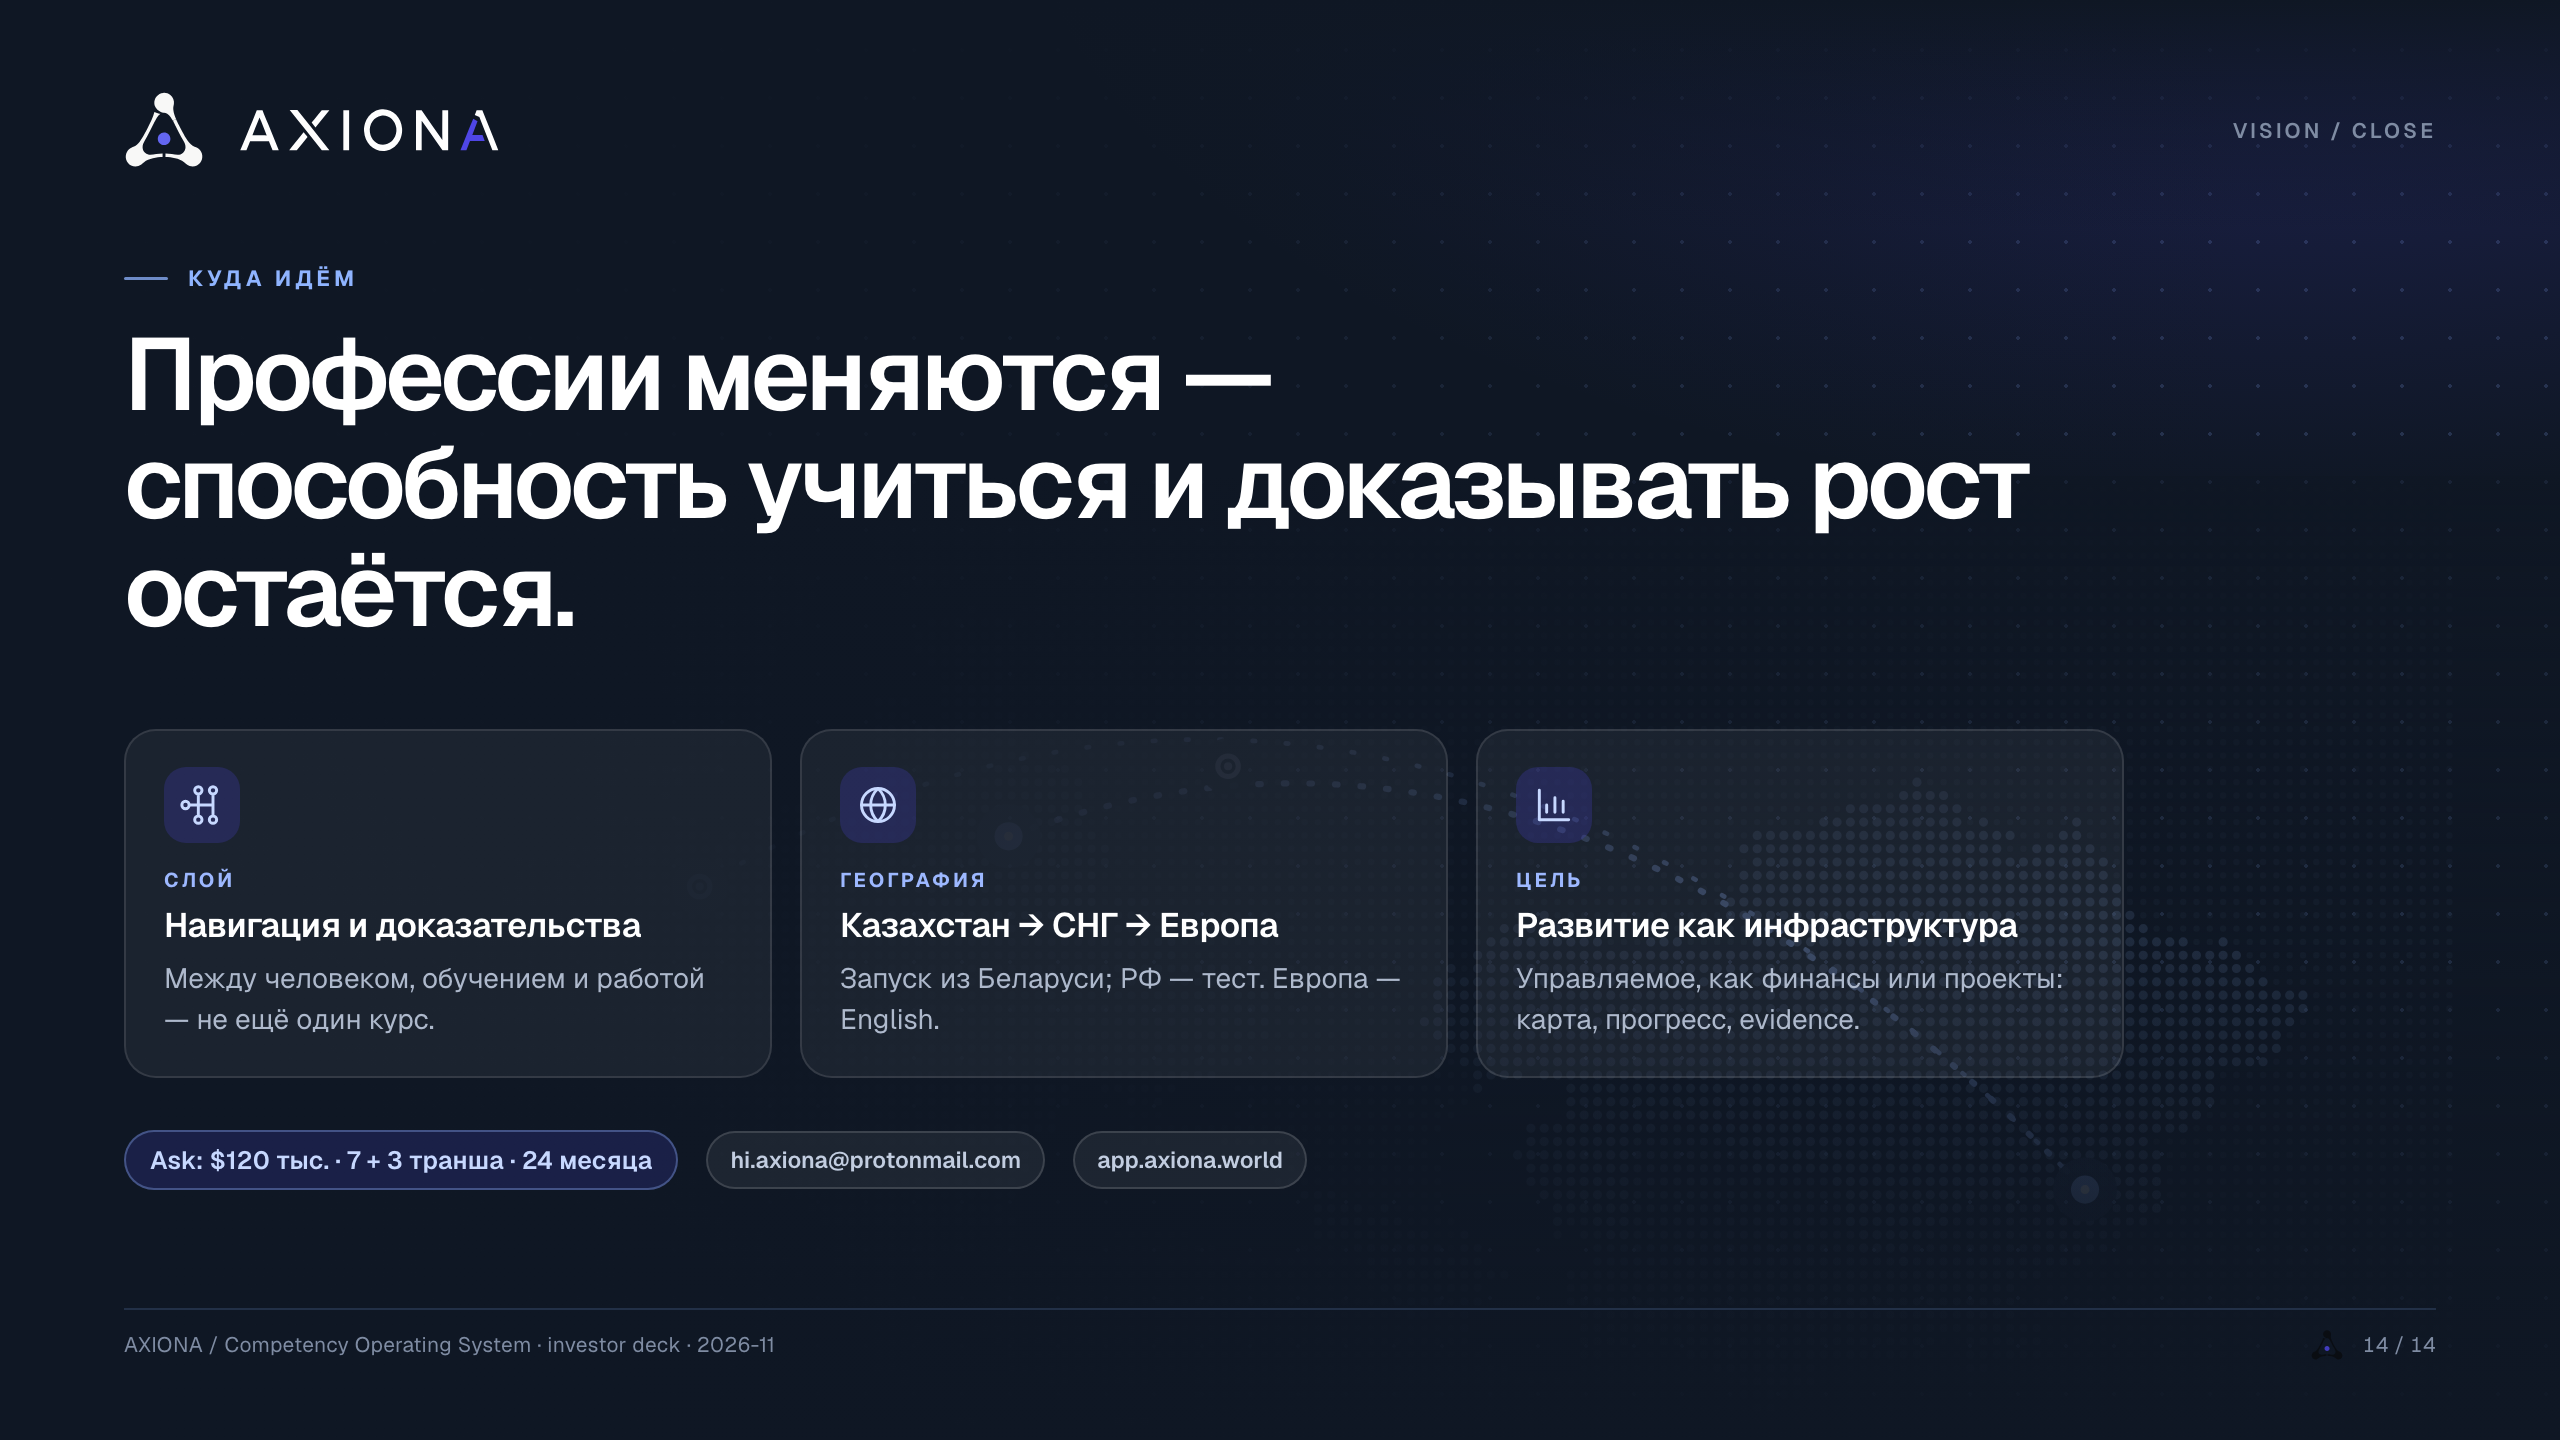 AXIONA
VISION / CLOSE
КУДА ИДЁМ
Профессии меняются —
способность учиться и доказывать рост
остаётся.
СЛОЙ
Навигация и доказательства
Между человеком, обучением и работой
— не ещё один курс.
ГЕОГРАФИЯ
Казахстан → СНГ → Европа
Запуск из Беларуси; РФ — тест. Европа —
English.
ЦЕЛЬ
Развитие как инфраструктура
Управляемое, как финансы или проекты:
карта, прогресс, evidence.
Ask: $120 тыс. · 7 + 3 транша · 24 месяца
hi.axiona@protonmail.com
app.axiona.world
AXIONA / Competency Operating System · investor deck · 2026-11
14 / 14